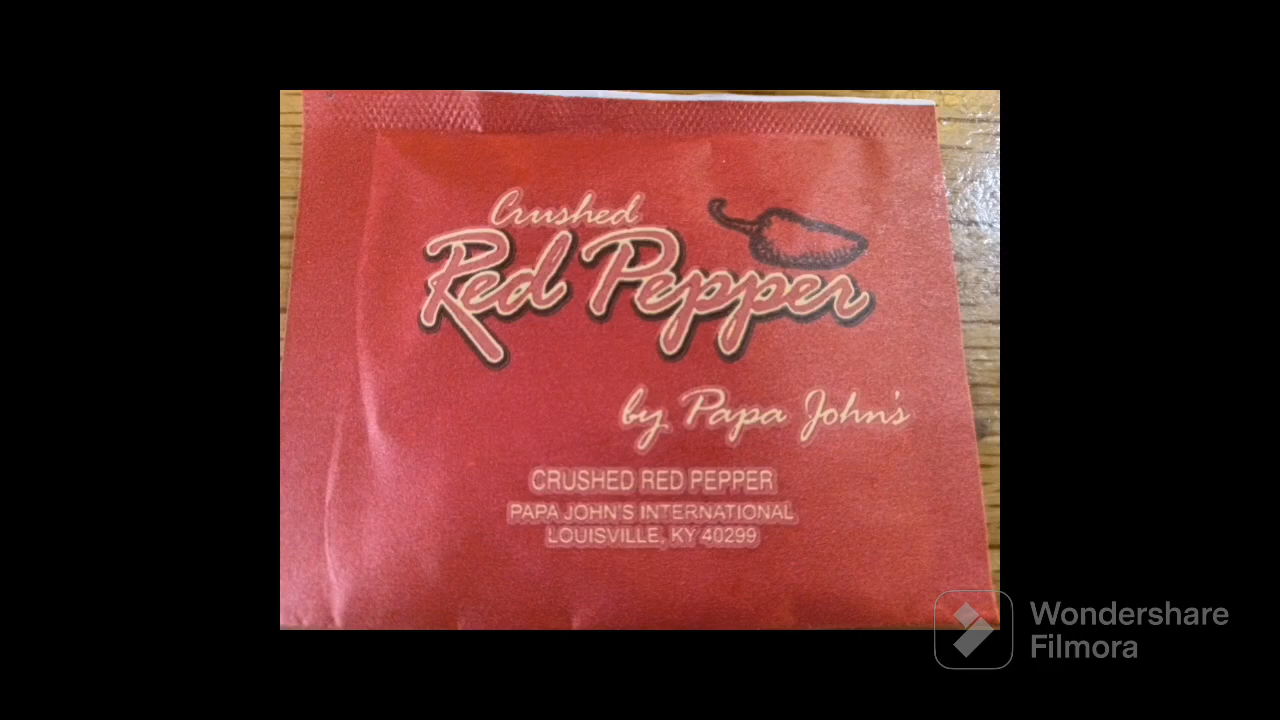 Crushed
Red Pepper
by Papa John's
CRUSHED RED PEPPER
PAPA JOHN'S INTERNATIONAL
LOUISVILLE, KY 40299
Wondershare
Filmora